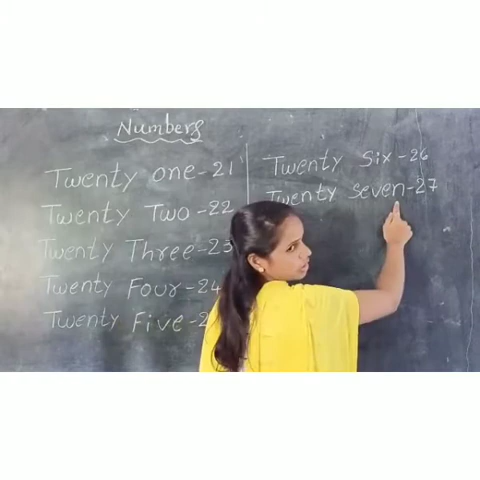 Numbers
Twenty one-21
Twenty Two-22
Twenty Three-23
Twenty Four-24
Twenty Five-2
Twenty Six-26
Twenty seven-27